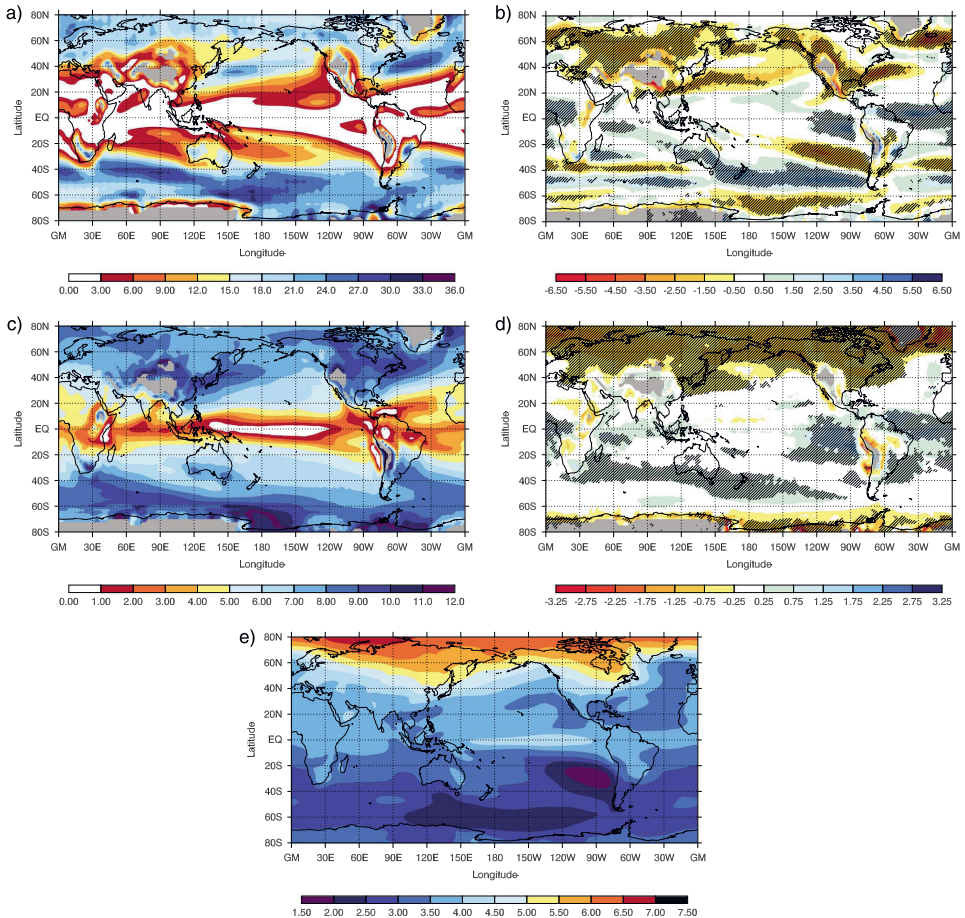 a)
80N
60N
40N
20N
EQ
20S
40S
60S
80S
Latitude
GM 30E 60E 90E 120E 150E 180 150W 120W 90W 60W 30W GM
Longitude
0.00 3.00 6.00 9.00 12.0 15.0 18.0 21.0 24.0 27.0 30.0 33.0 36.0
b)
80N
60N
40N
20N
EQ
20S
40S
60S
80S
Latitude
GM 30E 60E 90E 120E 150E 180 150W 120W 90W 60W 30W GM
Longitude
-6.50 -5.50 -4.50 -3.50 -2.50 -1.50 -0.50 0.50 1.50 2.50 3.50 4.50 5.50 6.50
c)
80N
60N
40N
20N
EQ
20S
40S
60S
80S
Latitude
GM 30E 60E 90E 120E 150E 180 150W 120W 90W 60W 30W GM
Longitude
0.00 1.00 2.00 3.00 4.00 5.00 6.00 7.00 8.00 9.00 10.0 11.0 12.0
d)
80N
60N
40N
20N
EQ
20S
40S
60S
80S
Latitude
GM 30E 60E 90E 120E 150E 180 150W 120W 90W 60W 30W GM
Longitude
-3.25 -2.75 -2.25 -1.75 -1.25 -0.75 -0.25 0.25 0.75 1.25 1.75 2.25 2.75 3.25
e)
80N
60N
40N
20N
EQ
20S
40S
60S
80S
Latitude
GM 30E 60E 90E 120E 150E 180 150W 120W 90W 60W 30W GM
Longitude
1.50 2.00 2.50 3.00 3.50 4.00 4.50 5.00 5.50 6.00 6.50 7.00 7.50